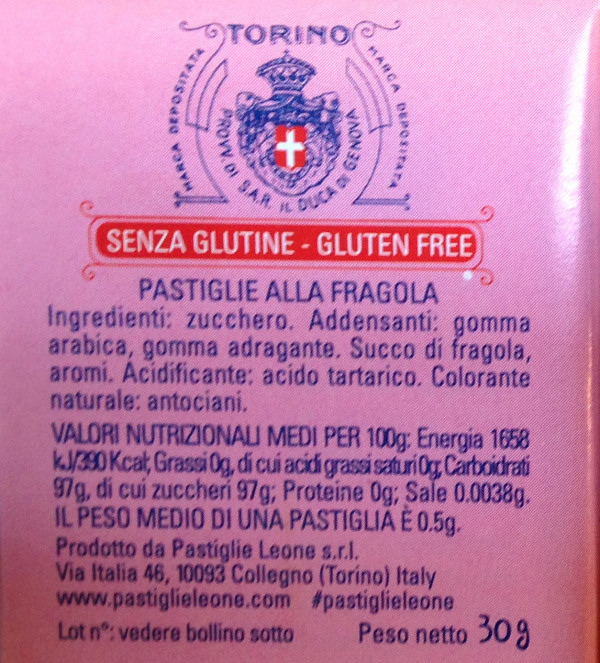 TORINO
MARCA DEPOSITATA
MARCA DEPOSITATA
PROVV. DI S.A.R. IL DUCA DI GENOVA
SENZA GLUTINE - GLUTEN FREE
PASTIGLIE ALLA FRAGOLA
Ingredienti: zucchero. Addensanti: gomma
arabica, gomma adragante. Succo di fragola,
aromi. Acidificante: acido tartarico. Colorante
naturale: antociani.
VALORI NUTRIZIONALI MEDI PER 100g: Energia 1658
kJ/390 Kcal; Grassi 0g, di cui acidi grassi saturi 0g; Carboidrati
97g, di cui zuccheri 97g; Proteine 0g; Sale 0.0038g.
IL PESO MEDIO DI UNA PASTIGLIA È 0.5g.
Prodotto da Pastiglie Leone s.r.l.
Via Italia 46, 10093 Collegno (Torino) Italy
www.pastiglieleone.com #pastiglieleone
Lot n°: vedere bollino sotto Peso netto 30g